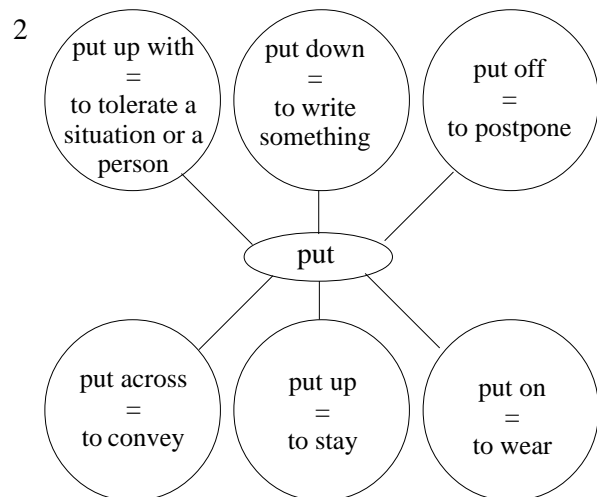 2
put up with
=
to tolerate a
situation or a
person
put down
=
to write
something
put off
=
to postpone
put
put across
=
to convey
put up
=
to stay
put on
=
to wear